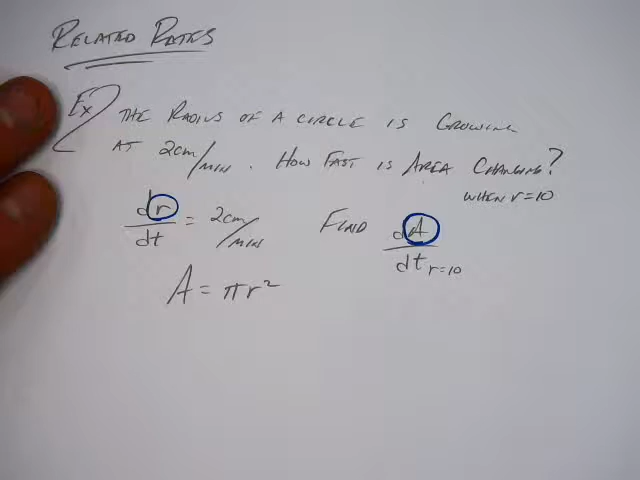 RELATED RATES
Ex THE RADIUS OF A CIRCLE IS GROWING
AT 2cm/MIN. HOW FAST IS AREA CHANGING?
WHEN r=10
dr/dt = 2cm/MIN FIND dA/dt r=10
A = πr²